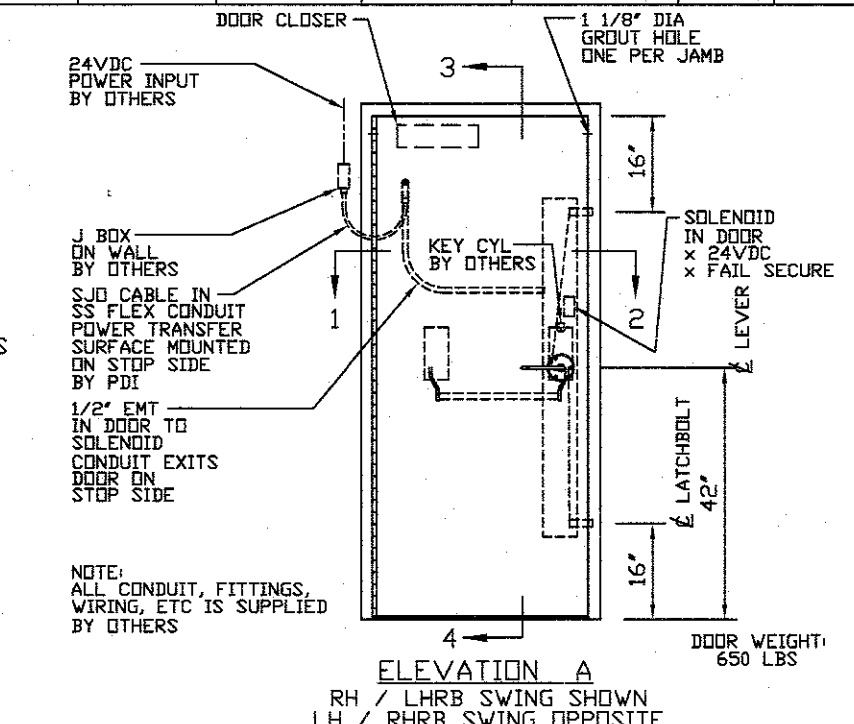 DOOR CLOSER
1 1/8" DIA
GROUT HOLE
ONE PER JAMB
24VDC
POWER INPUT
BY OTHERS
3
16"
J BOX
ON WALL
BY OTHERS
KEY CYL
BY OTHERS
SOLENOID
IN DOOR
x 24VDC
x FAIL SECURE
1
2
SJO CABLE IN
SS FLEX CONDUIT
POWER TRANSFER
SURFACE MOUNTED
ON STOP SIDE
BY PDI
S
℄ LEVER
1/2" EMT
IN DOOR TO
SOLENOID
CONDUIT EXITS
DOOR ON
STOP SIDE
℄ LATCHBOLT
42"
16"
NOTE:
ALL CONDUIT, FITTINGS,
WIRING, ETC IS SUPPLIED
BY OTHERS
4
DOOR WEIGHT:
650 LBS
ELEVATION A
RH / LHRB SWING SHOWN
LH / RHRB SWING OPPOSITE